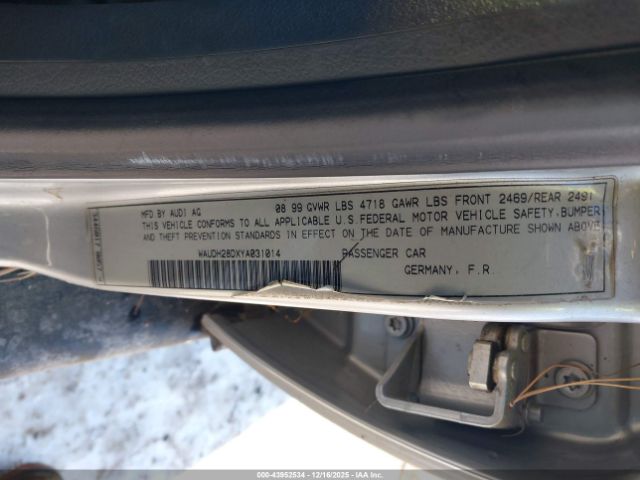 MFD BY AUDI AG 08 99 GVWR LBS 4718 GAWR LBS FRONT 2469/REAR 2491
THIS VEHICLE CONFORMS TO ALL APPLICABLE U.S FEDERAL MOTOR VEHICLE SAFETY,BUMPER
AND THEFT PREVENTION STANDARDS IN EFFECT ON THE DATE OF MANUFACTURE SHOWN ABOVE
WAUDH28DXYA031014 PASSENGER CAR
GERMANY, F.R.
000-43952534 | 12/16/2025 - IAAI.COM